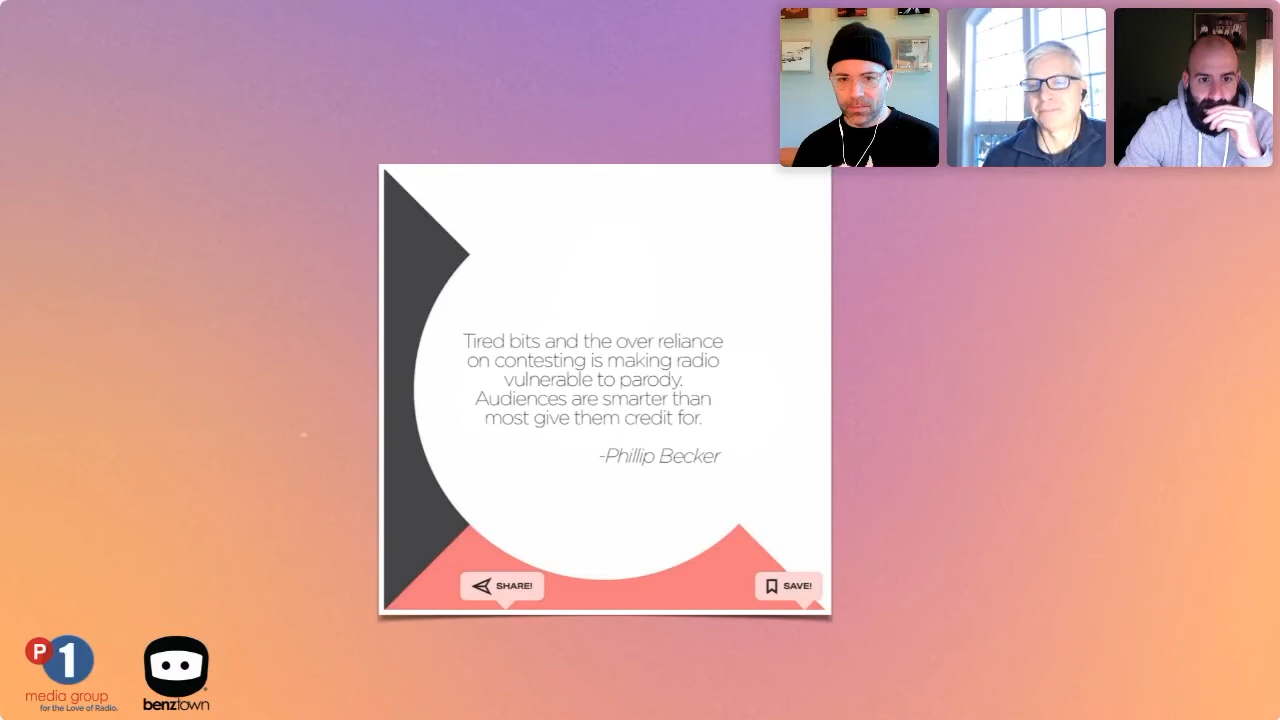 Tired bits and the over reliance
on contesting is making radio
vulnerable to parody.
Audiences are smarter than
most give them credit for.
-Phillip Becker
SHARE!
SAVE!
P1
media group
for the Love of Radio.
benztown